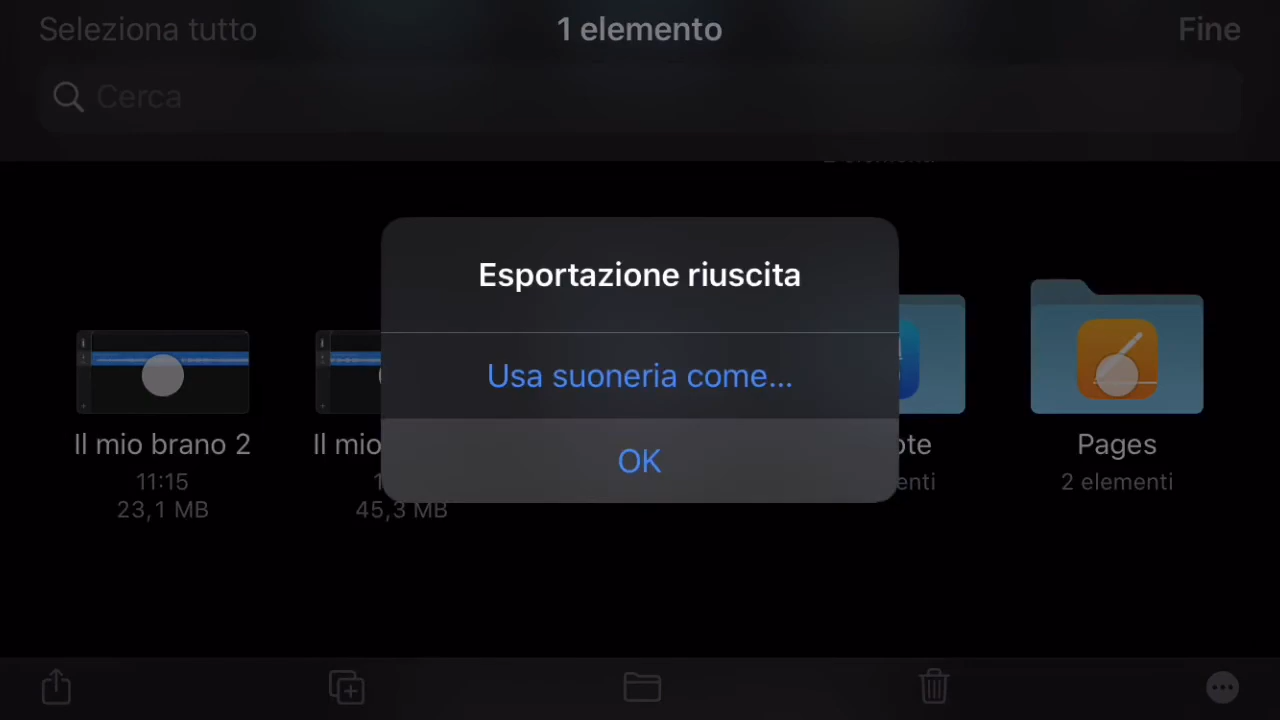 Seleziona tutto
1 elemento
Fine
Cerca
Esportazione riuscita
Usa suoneria come...
OK
Il mio brano 2
11:15
23,1 MB
Il mio
45,3 MB
Pages
2 elementi